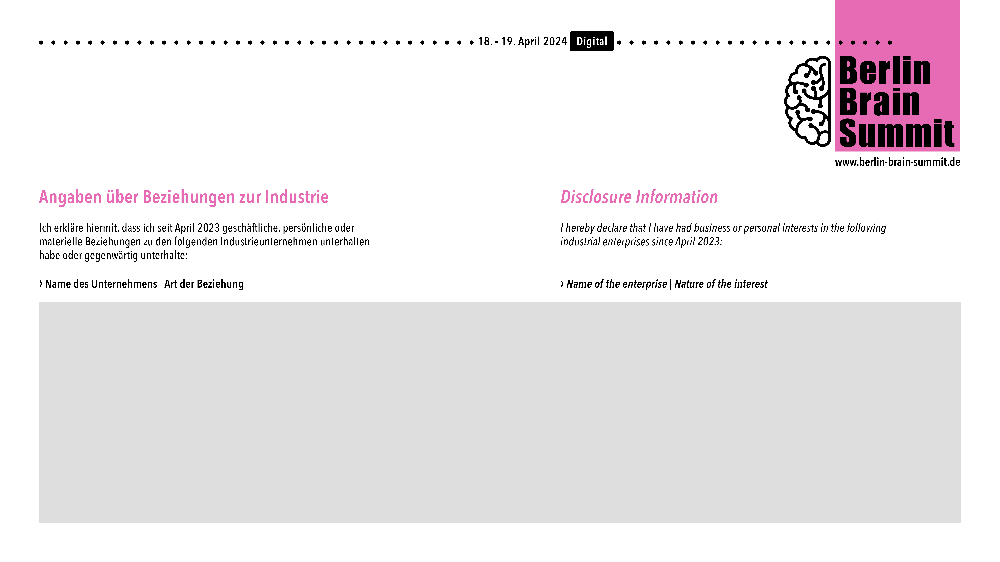 18. – 19. April 2024 Digital
Berlin
Brain
Summit
www.berlin-brain-summit.de
Angaben über Beziehungen zur Industrie
Ich erkläre hiermit, dass ich seit April 2023 geschäftliche, persönliche oder
materielle Beziehungen zu den folgenden Industrieunternehmen unterhalten
habe oder gegenwärtig unterhalte:
› Name des Unternehmens | Art der Beziehung
Disclosure Information
I hereby declare that I have had business or personal interests in the following
industrial enterprises since April 2023:
› Name of the enterprise | Nature of the interest